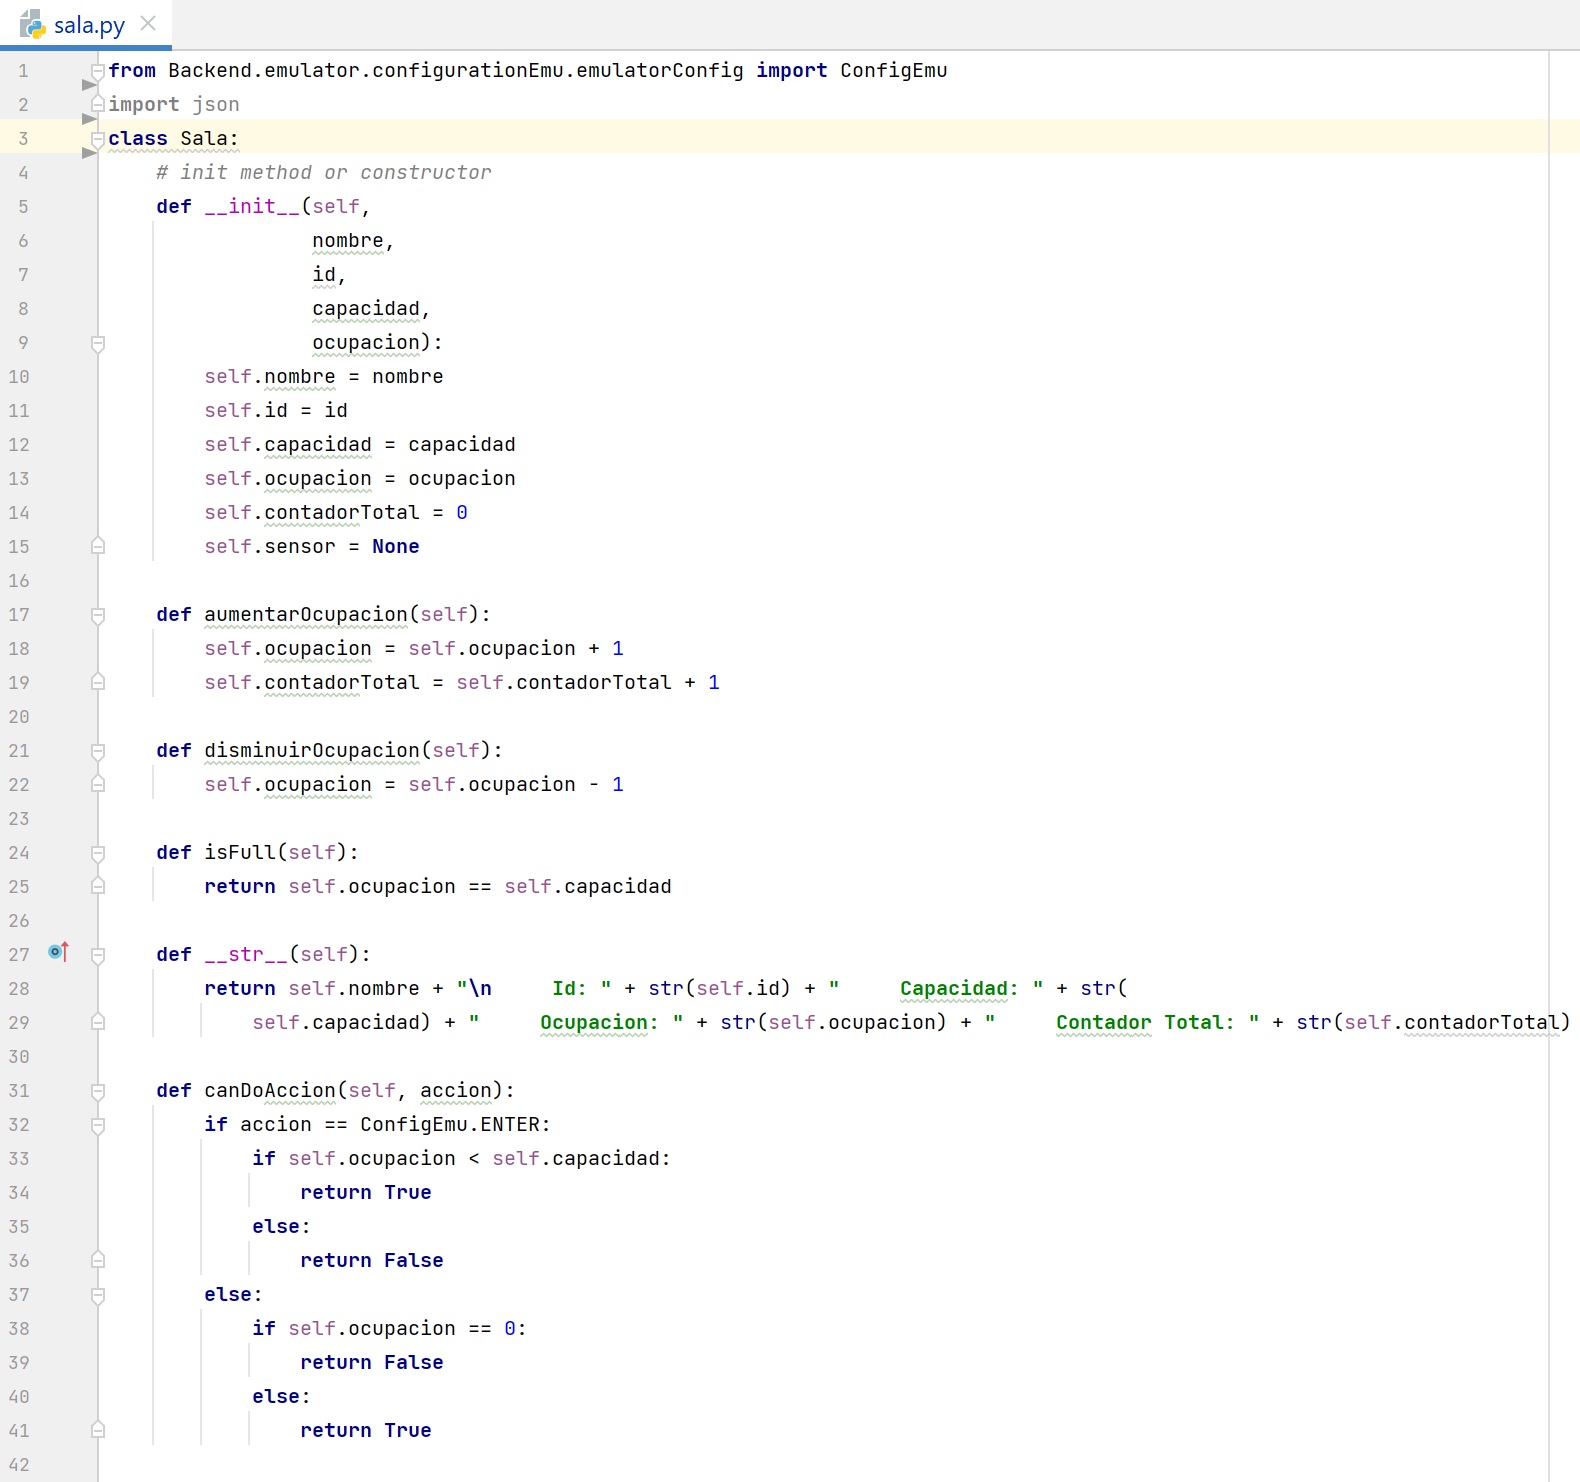 sala.py
1 from Backend.emulator.configurationEmu.emulatorConfig import ConfigEmu
2 import json
3 class Sala:
4     # init method or constructor
5     def __init__(self,
6                  nombre,
7                  id,
8                  capacidad,
9                  ocupacion):
10         self.nombre = nombre
11         self.id = id
12         self.capacidad = capacidad
13         self.ocupacion = ocupacion
14         self.contadorTotal = 0
15         self.sensor = None
16
17     def aumentarOcupacion(self):
18         self.ocupacion = self.ocupacion + 1
19         self.contadorTotal = self.contadorTotal + 1
20
21     def disminuirOcupacion(self):
22         self.ocupacion = self.ocupacion - 1
23
24     def isFull(self):
25         return self.ocupacion == self.capacidad
26
27     def __str__(self):
28         return self.nombre + "\n     Id: " + str(self.id) + "     Capacidad: " + str(
29             self.capacidad) + "     Ocupacion: " + str(self.ocupacion) + "     Contador Total: " + str(self.contadorTotal)
30
31     def canDoAccion(self, accion):
32         if accion == ConfigEmu.ENTER:
33             if self.ocupacion < self.capacidad:
34                 return True
35             else:
36                 return False
37         else:
38             if self.ocupacion == 0:
39                 return False
40             else:
41                 return True
42